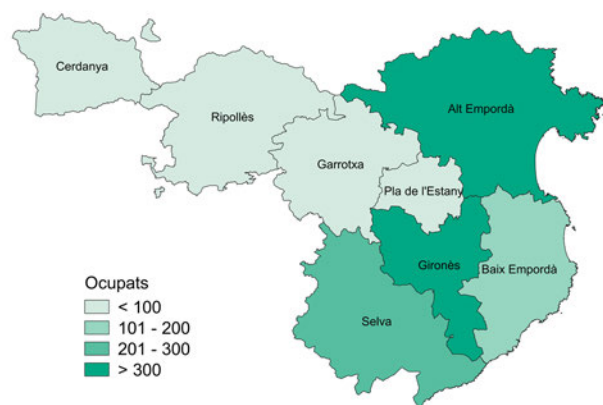 Cerdanya
Ripollès
Alt Empordà
Garrotxa
Pla de l'Estany
Gironès
Baix Empordà
Selva
Ocupats
< 100
101 - 200
201 - 300
> 300